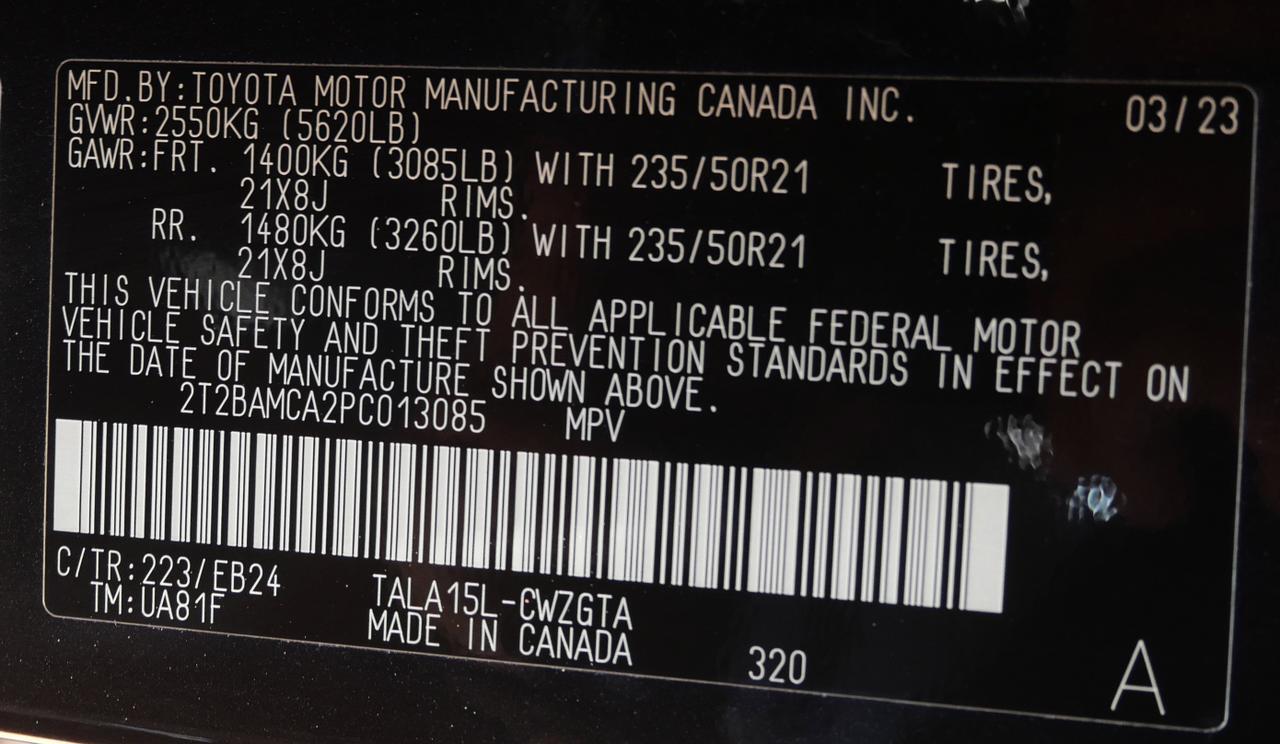 MFD.BY:TOYOTA MOTOR MANUFACTURING CANADA INC. 03/23
GVWR:2550KG (5620LB)
GAWR:FRT. 1400KG (3085LB) WITH 235/50R21 TIRES,
21X8J RIMS.
RR. 1480KG (3260LB) WITH 235/50R21 TIRES,
21X8J RIMS.
THIS VEHICLE CONFORMS TO ALL APPLICABLE FEDERAL MOTOR
VEHICLE SAFETY AND THEFT PREVENTION STANDARDS IN EFFECT ON
THE DATE OF MANUFACTURE SHOWN ABOVE.
2T2BAMCA2PC013085 MPV
C/TR:223/EB24 TALA15L-CWZGTA
TM:UA81F MADE IN CANADA 320 A